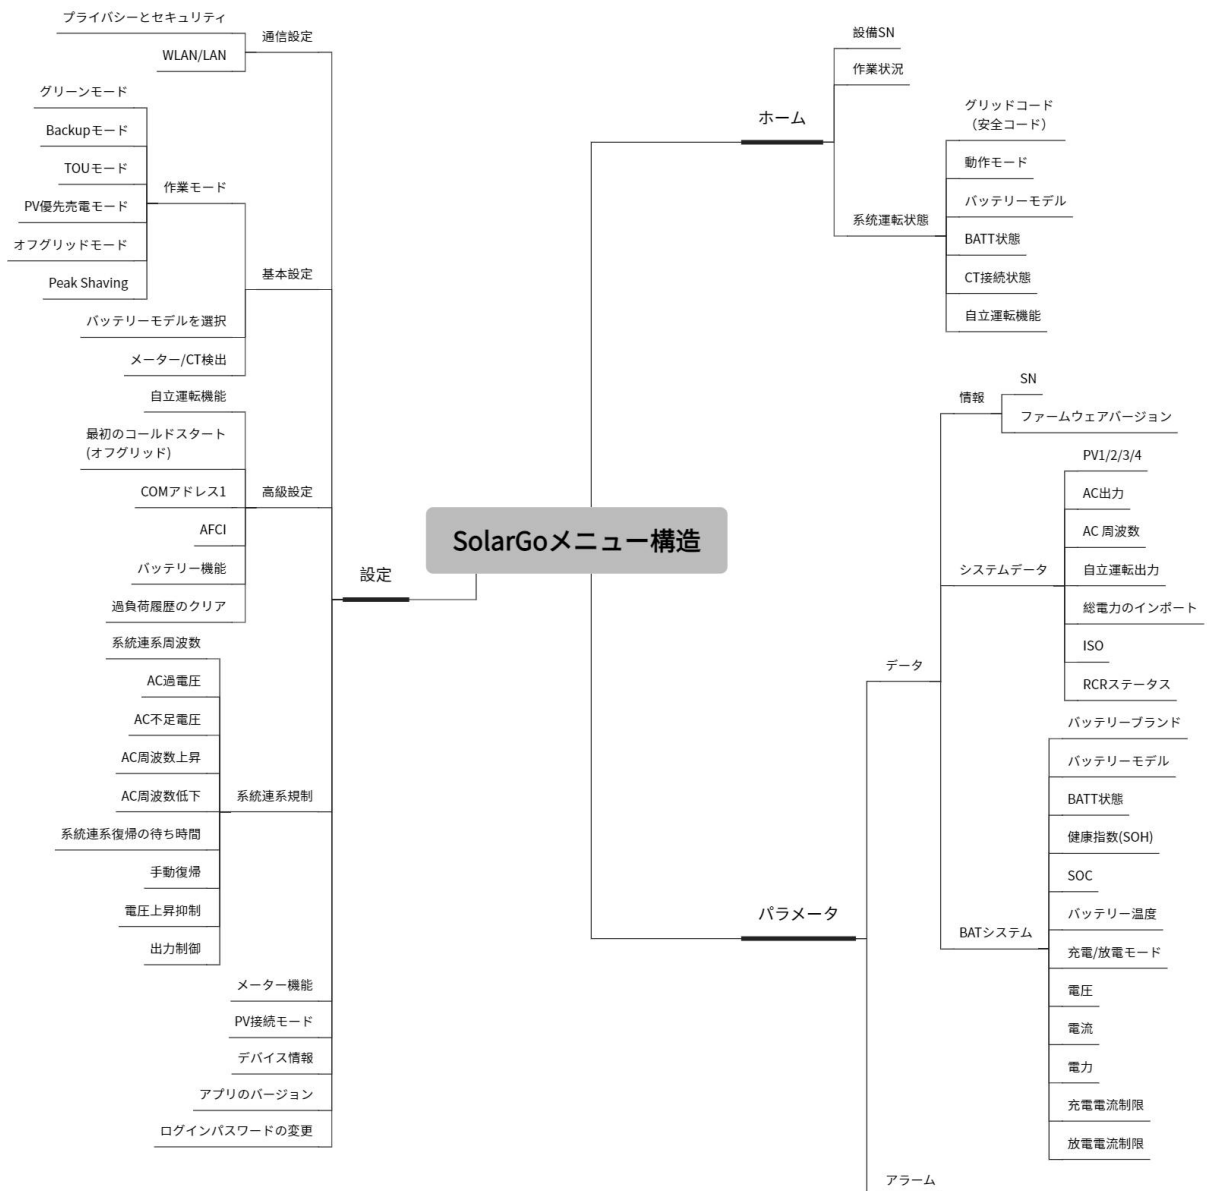 プライバシーとセキュリティ
WLAN/LAN
通信設定
グリーンモード
Backupモード
TOUモード
PV優先売電モード
オフグリッドモード
Peak Shaving
作業モード
バッテリーモデルを選択
メーター/CT検出
基本設定
自立運転機能
最初のコールドスタート
(オフグリッド)
COMアドレス1
AFCI
バッテリー機能
過負荷履歴のクリア
高級設定
系統連系周波数
AC過電圧
AC不足電圧
AC周波数上昇
AC周波数低下
系統連系復帰の待ち時間
手動復帰
電圧上昇抑制
出力制御
系統連系規制
メーター機能
PV接続モード
デバイス情報
アプリのバージョン
ログインパスワードの変更
設定
SolarGoメニュー構造
ホーム
設備SN
作業状況
系统運転状態
グリッドコード
（安全コード）
動作モード
バッテリーモデル
BATT状態
CT接続状態
自立運転機能
パラメータ
データ
情報
SN
ファームウェアバージョン
システムデータ
PV1/2/3/4
AC出力
AC 周波数
自立運転出力
総電力のインポート
ISO
RCRステータス
BATシステム
バッテリーブランド
バッテリーモデル
BATT状態
健康指数(SOH)
SOC
バッテリー温度
充電/放電モード
電圧
電流
電力
充電電流制限
放電電流制限
アラーム